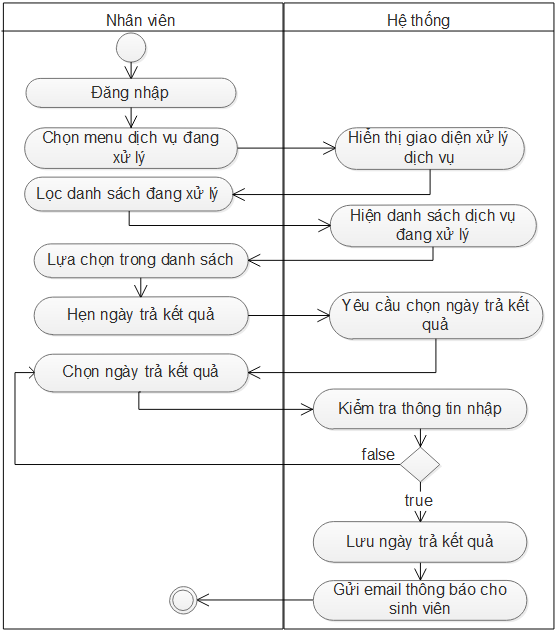 Nhân viên
Hệ thống
Đăng nhập
Chọn menu dịch vụ đang
xử lý
Hiển thị giao diện xử lý
dịch vụ
Lọc danh sách đang xử lý
Hiện danh sách dịch vụ
đang xử lý
Lựa chọn trong danh sách
Hẹn ngày trả kết quả
Yêu cầu chọn ngày trả kết
quả
Chọn ngày trả kết quả
Kiểm tra thông tin nhập
false
true
Lưu ngày trả kết quả
Gửi email thông báo cho
sinh viên